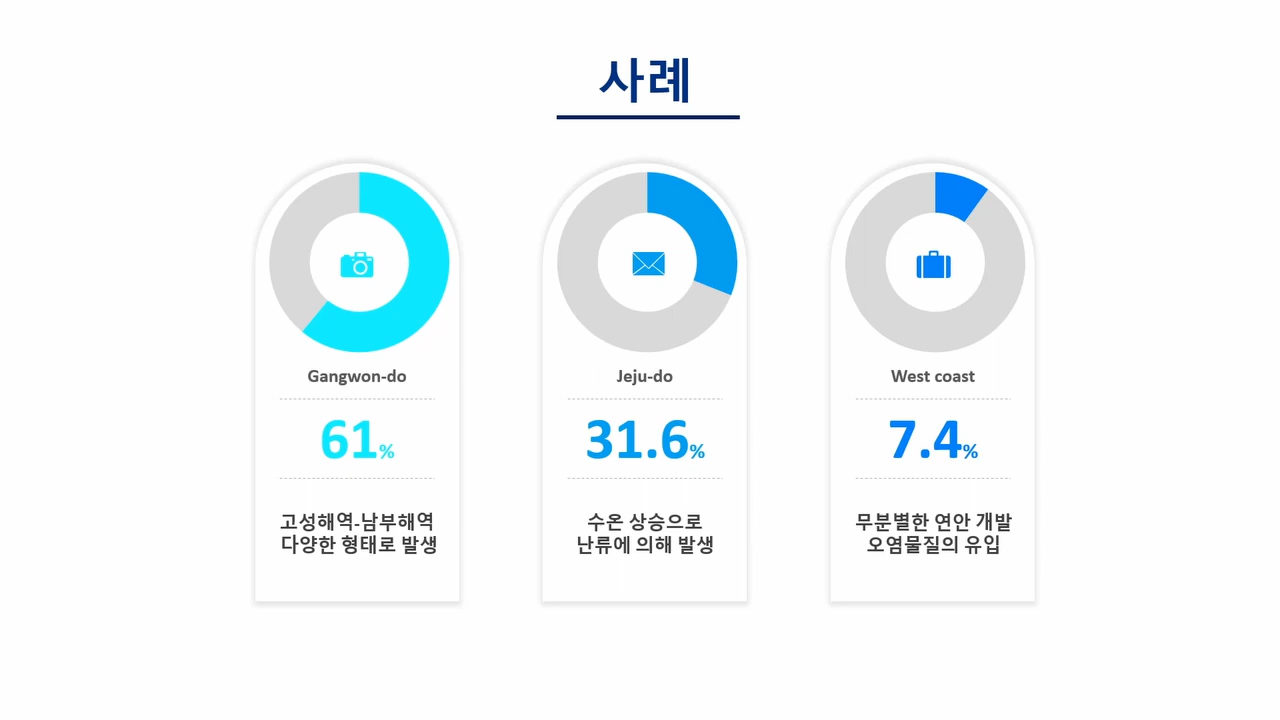 사례
Gangwon-do
61%
고성해역-남부해역
다양한 형태로 발생
Jeju-do
31.6%
수온 상승으로
난류에 의해 발생
West coast
7.4%
무분별한 연안 개발
오염물질의 유입